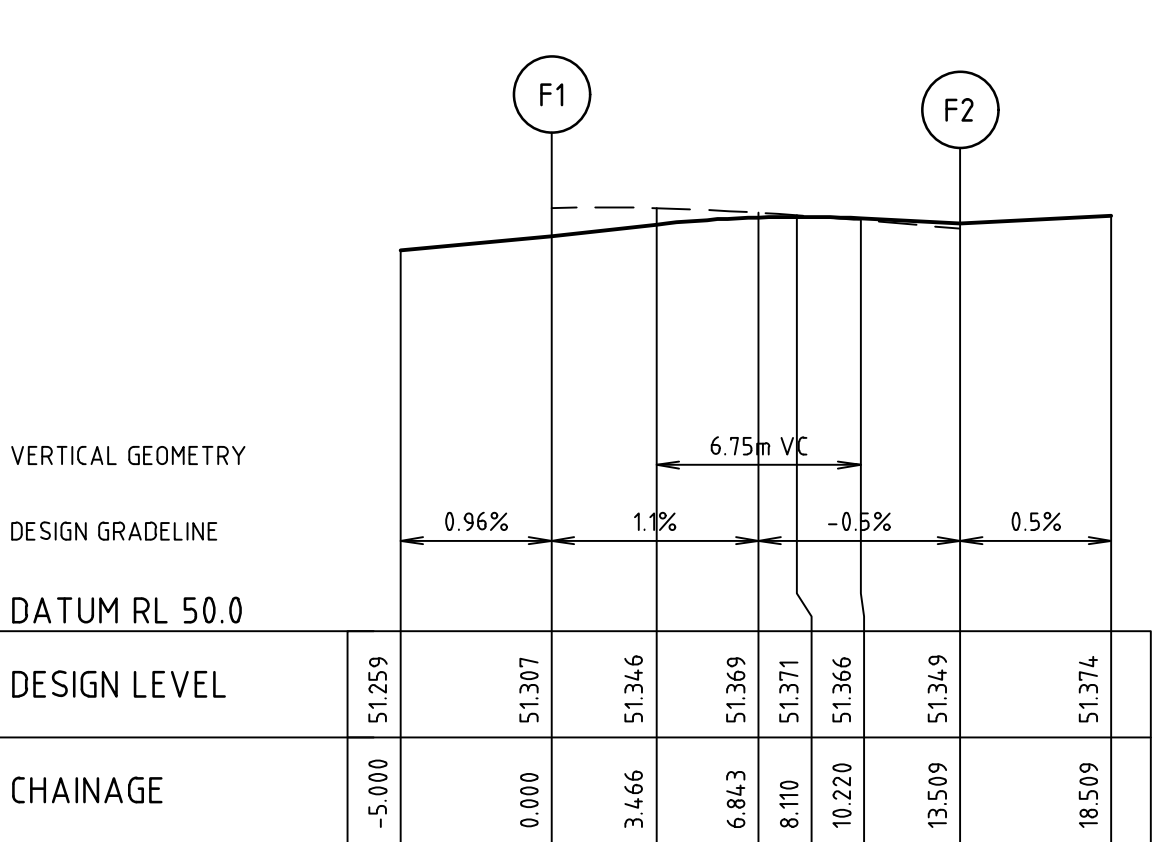 F1
F2
VERTICAL GEOMETRY
6.75m VC
DESIGN GRADELINE
0.96% 1.1% -0.5% 0.5%
DATUM RL 50.0
DESIGN LEVEL 51.259 51.307 51.346 51.369 51.371 51.366 51.349 51.374
CHAINAGE -5.000 0.000 3.466 6.843 8.110 10.220 13.509 18.509